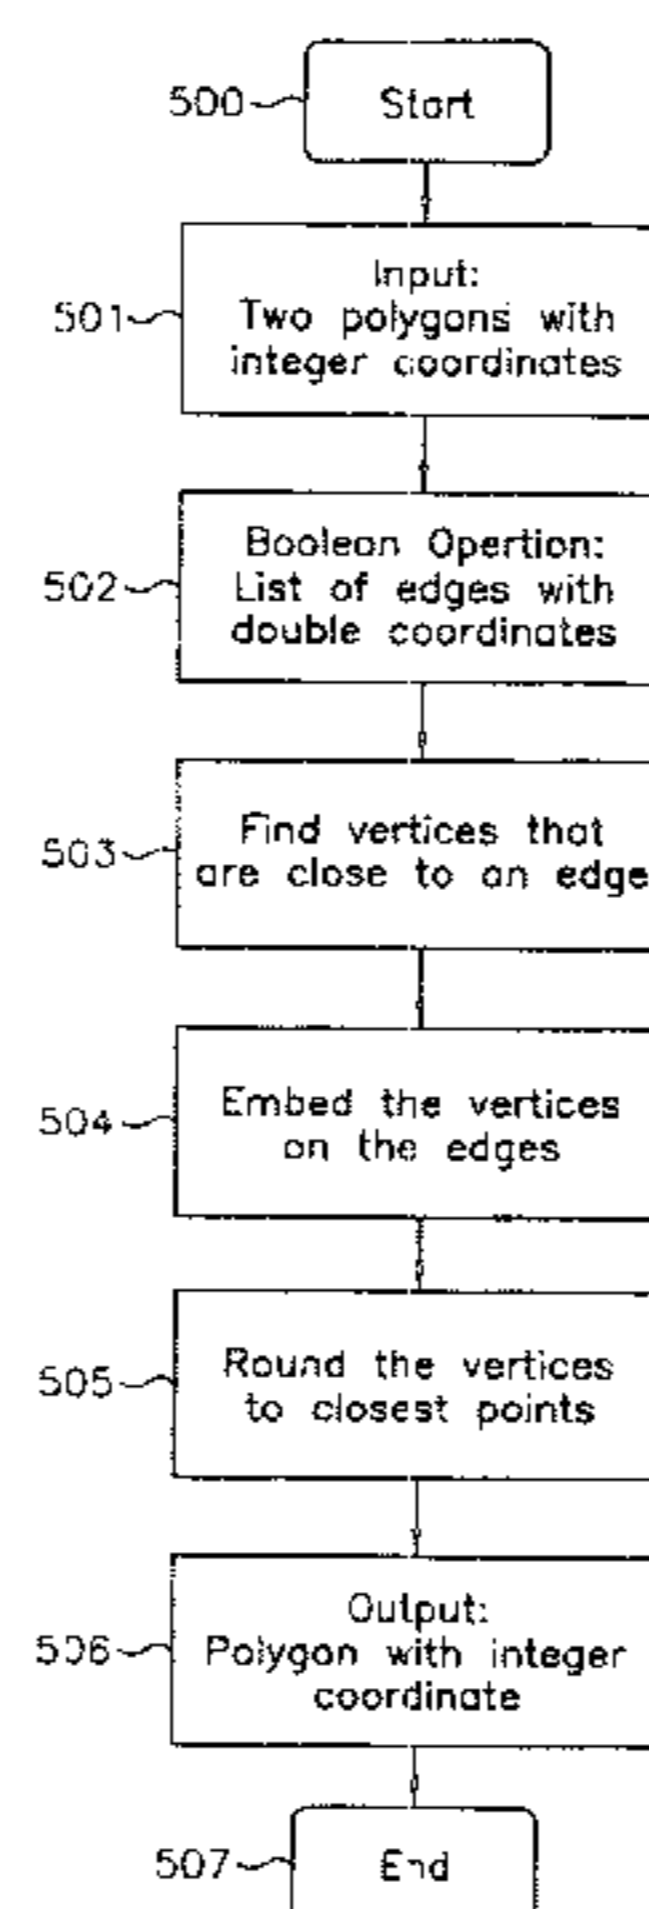 500 Start
Input:
501 Two polygons with
integer coordinates
Boolean Opertion:
502 List of edges with
double coordinates
Find vertices that
503 are close to an edge
Embed the vertices
504 on the edges
Round the vertices
505 to closest points
Output:
506 Polygon with integer
coordinate
507 End